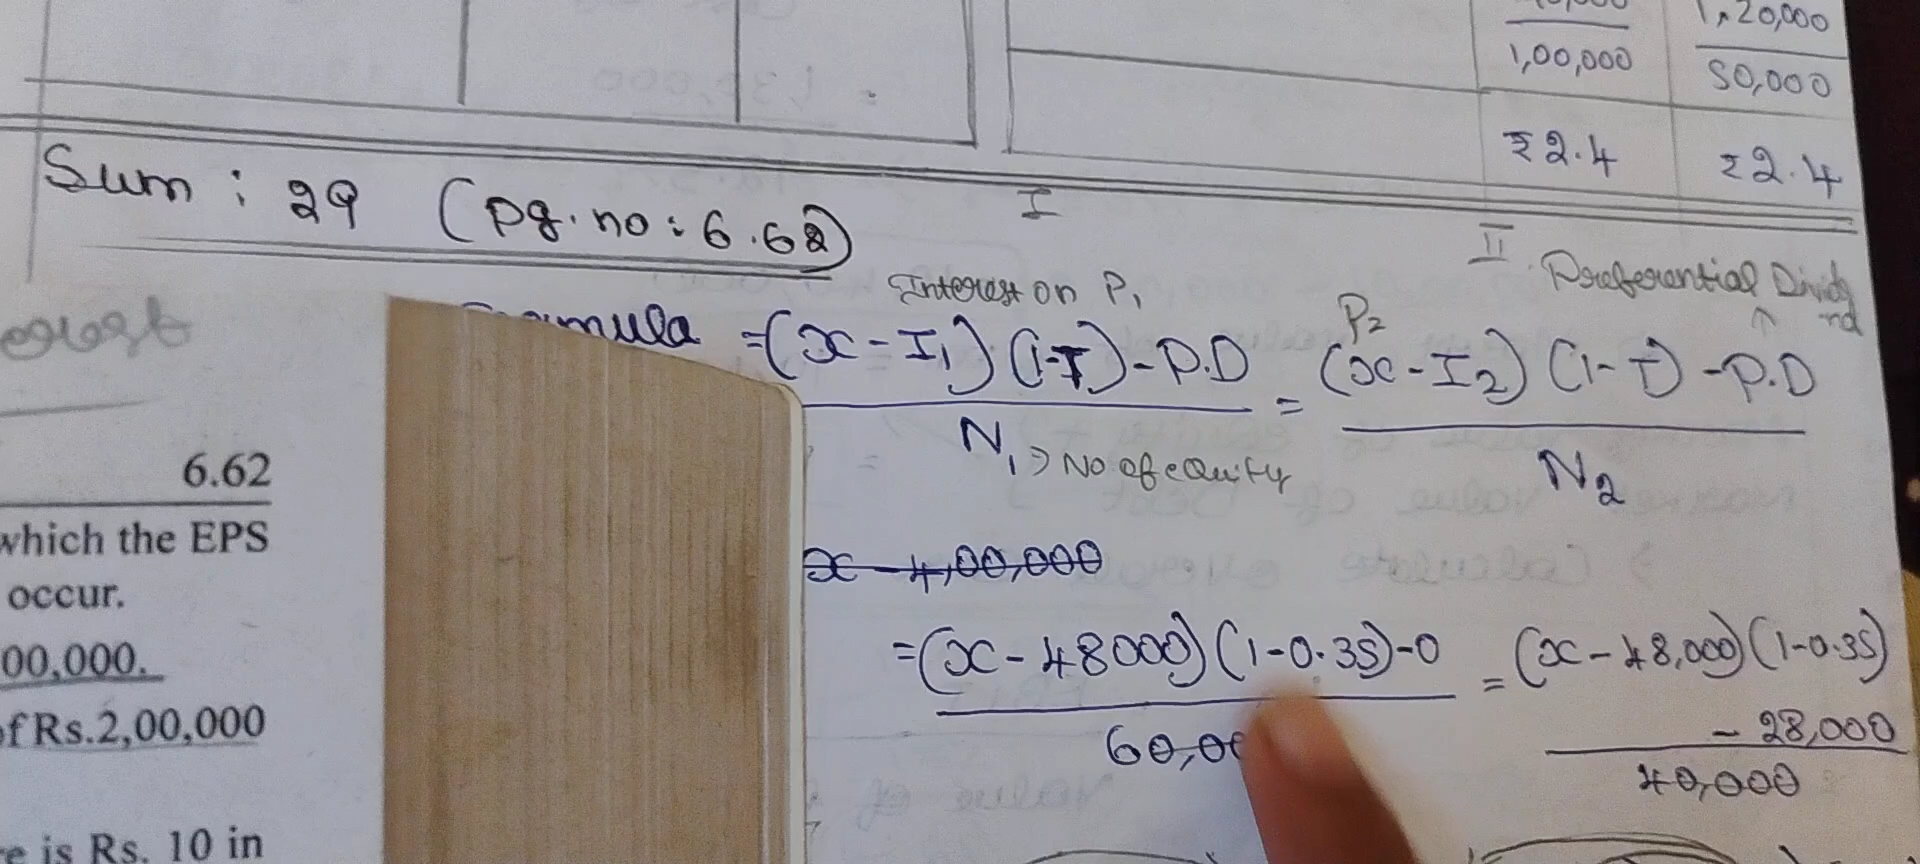 1,20,000
1,00,000 50,000
₹2.4 ₹2.4
Sum : 29 (pg.no: 6.62)
I II
Interest on P1 P2 Preferential Dividend
= (x - I1) (1-T) - P.D = (x - I2) (1 - T) - P.D
N1 → No of equity N2
6.62
which the EPS
occur.
00,000.
of Rs.2,00,000
is Rs. 10 in
x - 4,00,000
= (x - 48000) (1-0.35)-0 = (x - 48,000) (1-0.35)
- 28,000
40,000